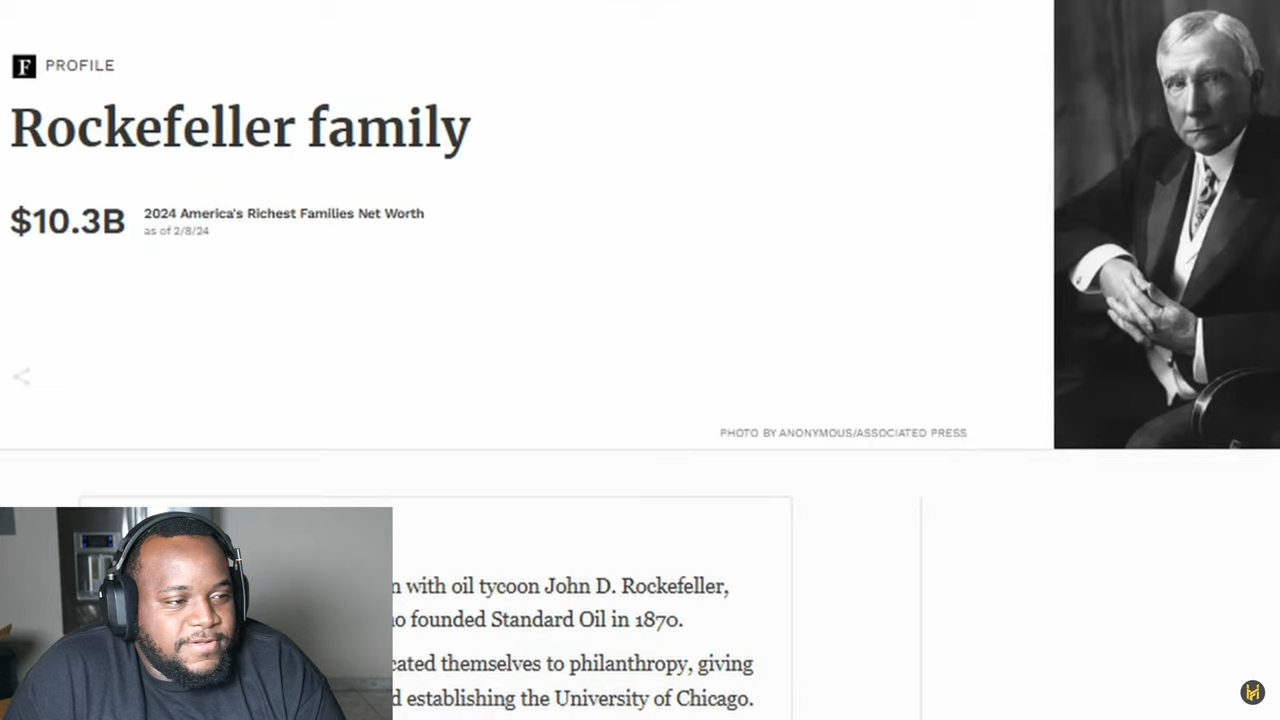 F PROFILE
Rockefeller family
$10.3B 2024 America's Richest Families Net Worth
as of 2/8/24
PHOTO BY ANONYMOUS/ASSOCIATED PRESS
with oil tycoon John D. Rockefeller,
founded Standard Oil in 1870.
themselves to philanthropy, giving
establishing the University of Chicago.